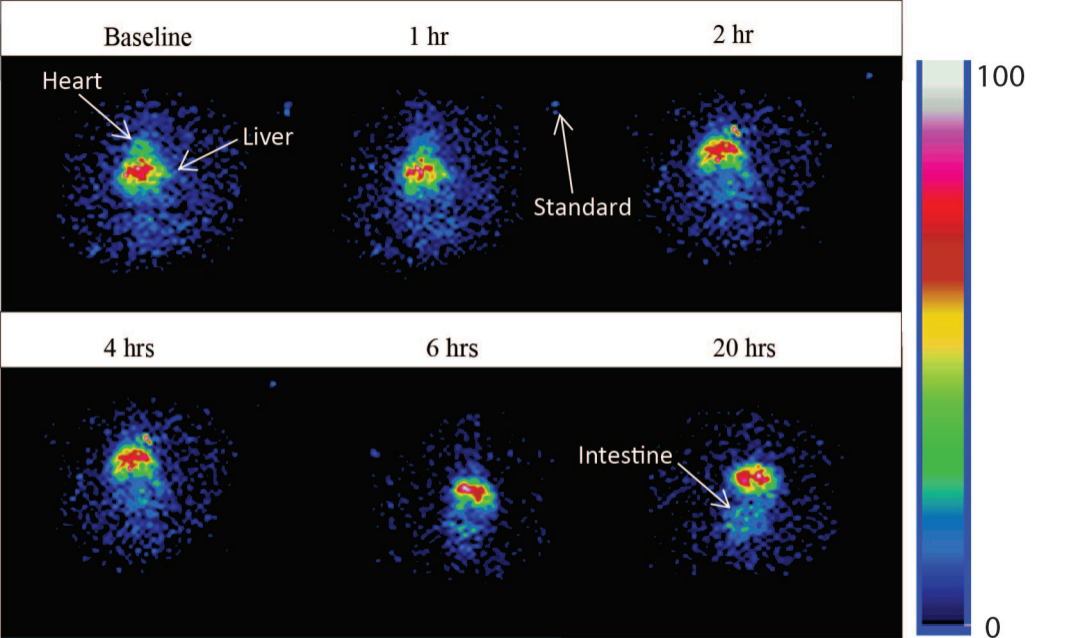 Baseline
1 hr
2 hr
Heart
Liver
Standard
100
4 hrs
6 hrs
20 hrs
Intestine
0